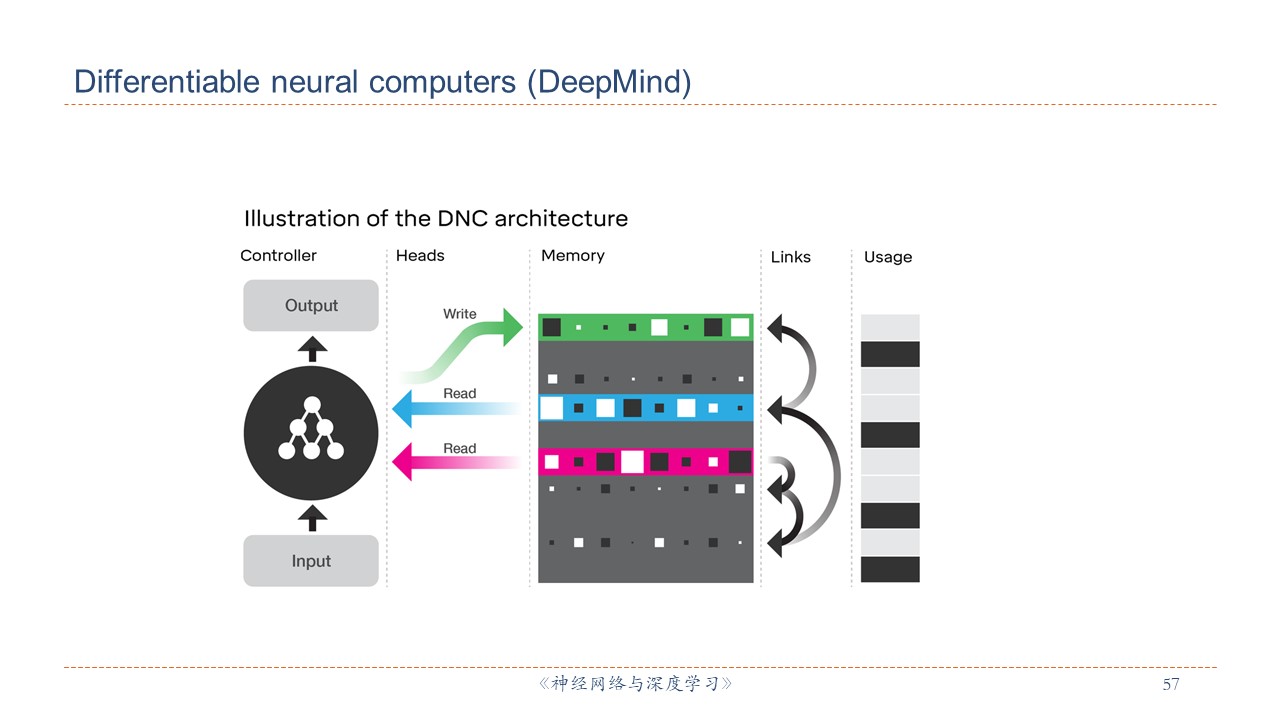 Differentiable neural computers (DeepMind)
Illustration of the DNC architecture
Controller
Heads
Memory
Links
Usage
Output
Write
Read
Read
Input
《神经网络与深度学习》
57